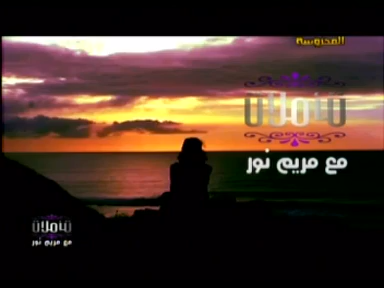 المحروسة
تأملات
مع مريم نور
تأملات
مع مريم نور